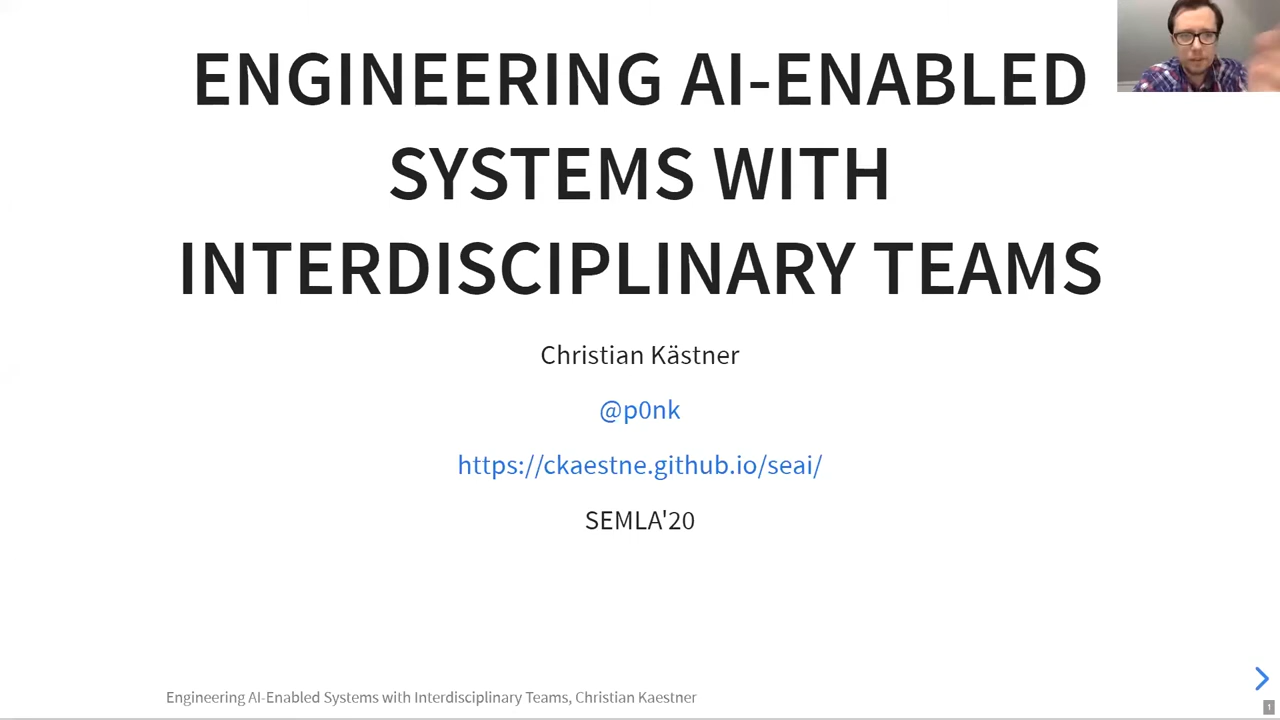 ENGINEERING AI-ENABLED
SYSTEMS WITH
INTERDISCIPLINARY TEAMS
Christian Kästner
@p0nk
https://ckaestne.github.io/seai/
SEMLA'20
Engineering AI-Enabled Systems with Interdisciplinary Teams, Christian Kaestner
1